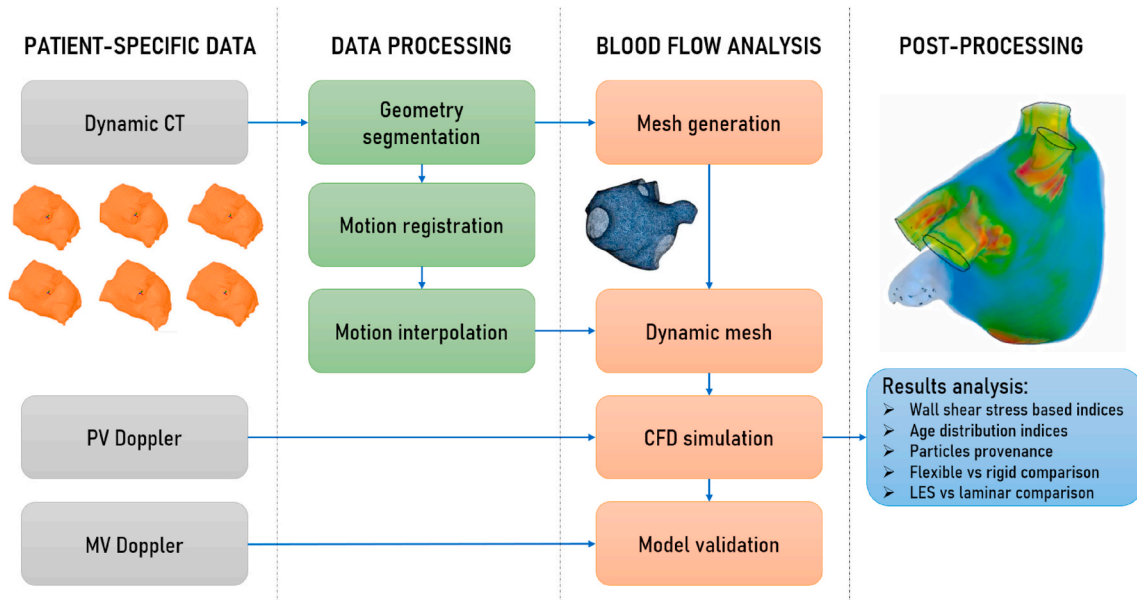 PATIENT-SPECIFIC DATA
DATA PROCESSING
BLOOD FLOW ANALYSIS
POST-PROCESSING
Dynamic CT
Geometry
segmentation
Mesh generation
Motion registration
Motion interpolation
Dynamic mesh
PV Doppler
CFD simulation
MV Doppler
Model validation
Results analysis:
➢ Wall shear stress based indices
➢ Age distribution indices
➢ Particles provenance
➢ Flexible vs rigid comparison
➢ LES vs laminar comparison